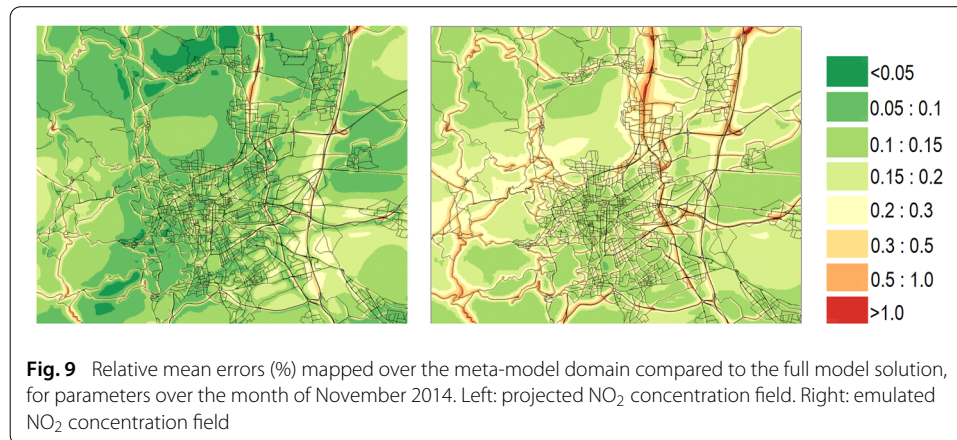 <0.05
0.05 : 0.1
0.1 : 0.15
0.15 : 0.2
0.2 : 0.3
0.3 : 0.5
0.5 : 1.0
>1.0
Fig. 9 Relative mean errors (%) mapped over the meta-model domain compared to the full model solution,
for parameters over the month of November 2014. Left: projected NO₂ concentration field. Right: emulated
NO₂ concentration field